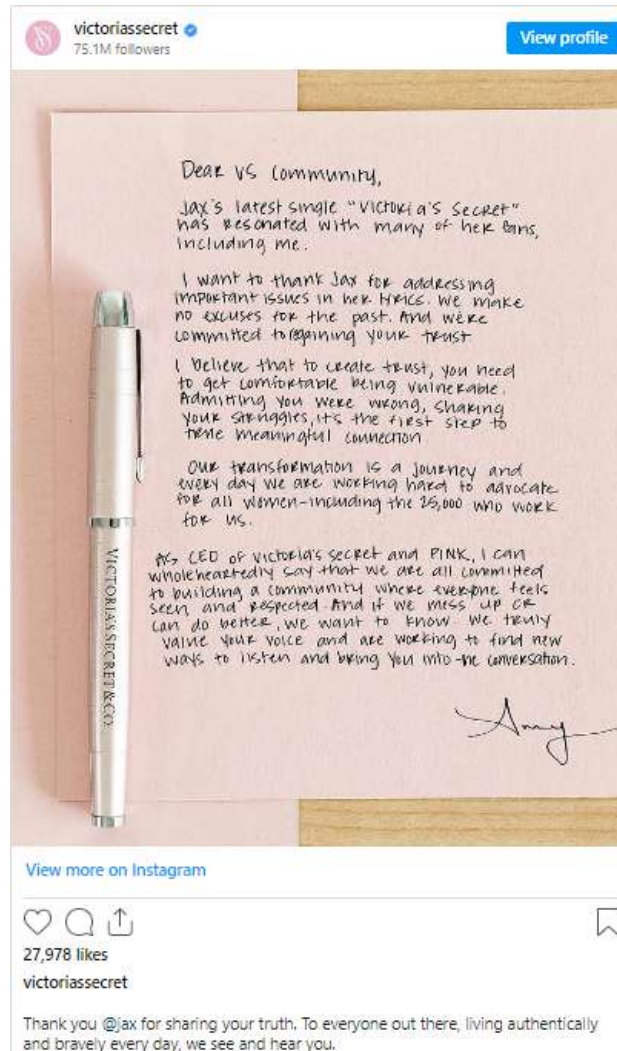 victoriassecret
75.1M followers
View profile
Dear VS Community,
Jax's latest single "Victoria's Secret"
has resonated with many of her fans,
including me.
I want to thank Jax for addressing
important issues in her lyrics. We make
no excuses for the past. And we're
committed to regaining your trust
I believe that to create trust, you need
to get comfortable being vulnerable.
Admitting you were wrong, sharing
your struggles, it's the first step to
true meaningful connection
Our transformation is a journey and
every day we are working hard to advocate
for all women-including the 25,000 who work
for us.
As CEO of Victoria's Secret and PINK, I can
wholeheartedly say that we are all committed
to building a community where everyone feels
seen and respected. And if we mess up or
can do better, we want to know. We truly
value your voice and are working to find new
ways to listen and bring you into the conversation.
Amy
VICTORIA'S SECRET & CO.
View more on Instagram
27,978 likes
victoriassecret
Thank you @jax for sharing your truth. To everyone out there, living authentically
and bravely every day, we see and hear you.